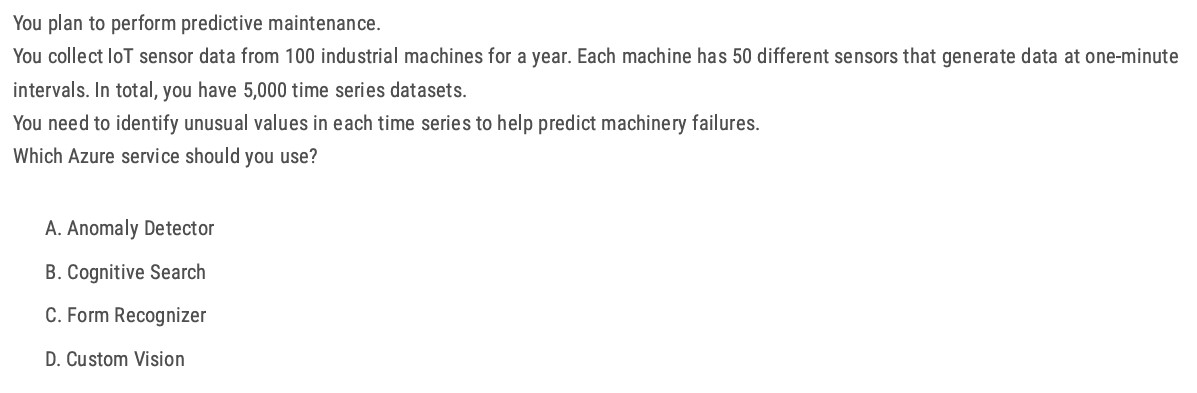 You plan to perform predictive maintenance.
You collect IoT sensor data from 100 industrial machines for a year. Each machine has 50 different sensors that generate data at one-minute
intervals. In total, you have 5,000 time series datasets.
You need to identify unusual values in each time series to help predict machinery failures.
Which Azure service should you use?
A. Anomaly Detector
B. Cognitive Search
C. Form Recognizer
D. Custom Vision